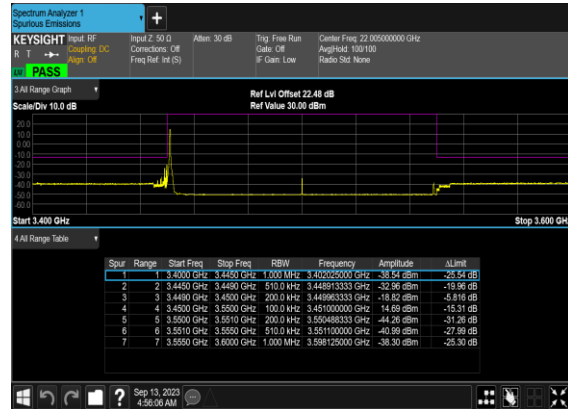 Spectrum Analyzer 1
Spurious Emissions
+
KEYSIGHT
R T
Input: RF
Coupling: DC
Align: Off
Input Z: 50 Ω
Corrections: Off
Freq Ref: Int (S)
Atten: 30 dB
Trig: Free Run
Gate: Off
IF Gain: Low
Center Freq: 22.005000000 GHz
Avg|Hold: 100/100
Radio Std: None
PASS
3 All Range Graph
Scale/Div 10.0 dB
Ref Lvl Offset 22.48 dB
Ref Value 30.00 dBm
20.0
10.0
0.00
-10.0
-20.0
-30.0
-40.0
-50.0
-60.0
Start 3.400 GHz
Stop 3.600 GHz
4 All Range Table
Spur Range Start Freq Stop Freq RBW Frequency Amplitude ΔLimit
1 1 3.4000 GHz 3.4450 GHz 1.000 MHz 3.402025000 GHz -38.54 dBm -25.54 dB
2 2 3.4450 GHz 3.4490 GHz 510.0 kHz 3.448913333 GHz -32.96 dBm -19.96 dB
3 3 3.4490 GHz 3.4500 GHz 200.0 kHz 3.449963333 GHz -18.82 dBm -5.816 dB
4 4 3.4500 GHz 3.5500 GHz 100.0 kHz 3.451000000 GHz 14.69 dBm -15.31 dB
5 5 3.5500 GHz 3.5510 GHz 200.0 kHz 3.550488333 GHz -44.26 dBm -31.26 dB
6 6 3.5510 GHz 3.5550 GHz 510.0 kHz 3.551100000 GHz -40.99 dBm -27.99 dB
7 7 3.5550 GHz 3.6000 GHz 1.000 MHz 3.598125000 GHz -38.30 dBm -25.30 dB
?
Sep 13, 2023
4:56:06 AM